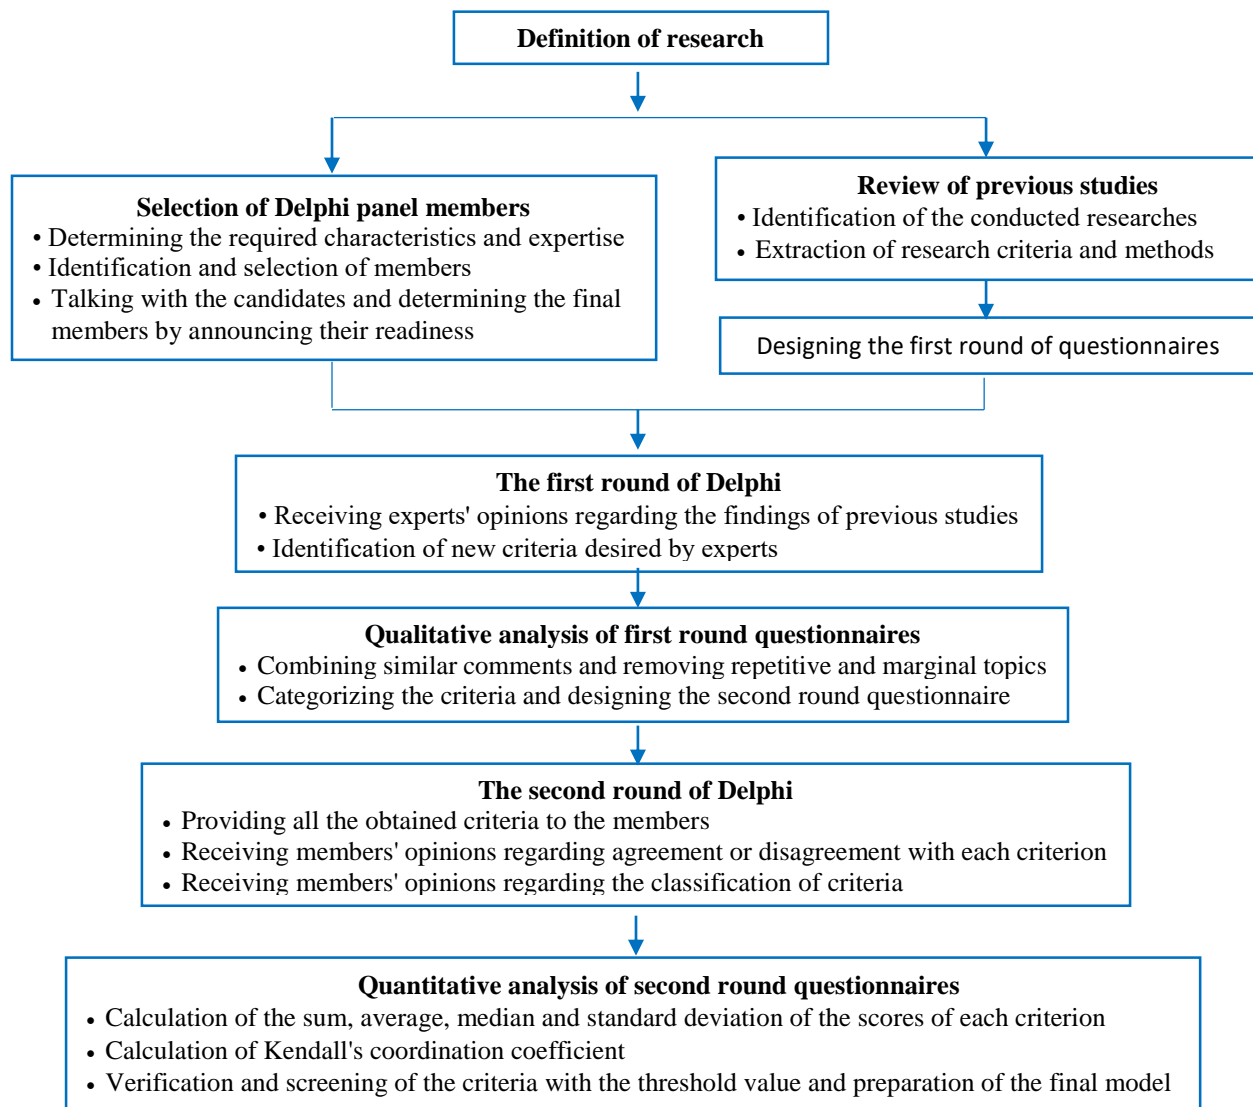 Definition of research
Selection of Delphi panel members
• Determining the required characteristics and expertise
• Identification and selection of members
• Talking with the candidates and determining the final
members by announcing their readiness
Review of previous studies
• Identification of the conducted researches
• Extraction of research criteria and methods
Designing the first round of questionnaires
The first round of Delphi
• Receiving experts' opinions regarding the findings of previous studies
• Identification of new criteria desired by experts
Qualitative analysis of first round questionnaires
• Combining similar comments and removing repetitive and marginal topics
• Categorizing the criteria and designing the second round questionnaire
The second round of Delphi
• Providing all the obtained criteria to the members
• Receiving members' opinions regarding agreement or disagreement with each criterion
• Receiving members' opinions regarding the classification of criteria
Quantitative analysis of second round questionnaires
• Calculation of the sum, average, median and standard deviation of the scores of each criterion
• Calculation of Kendall's coordination coefficient
• Verification and screening of the criteria with the threshold value and preparation of the final model